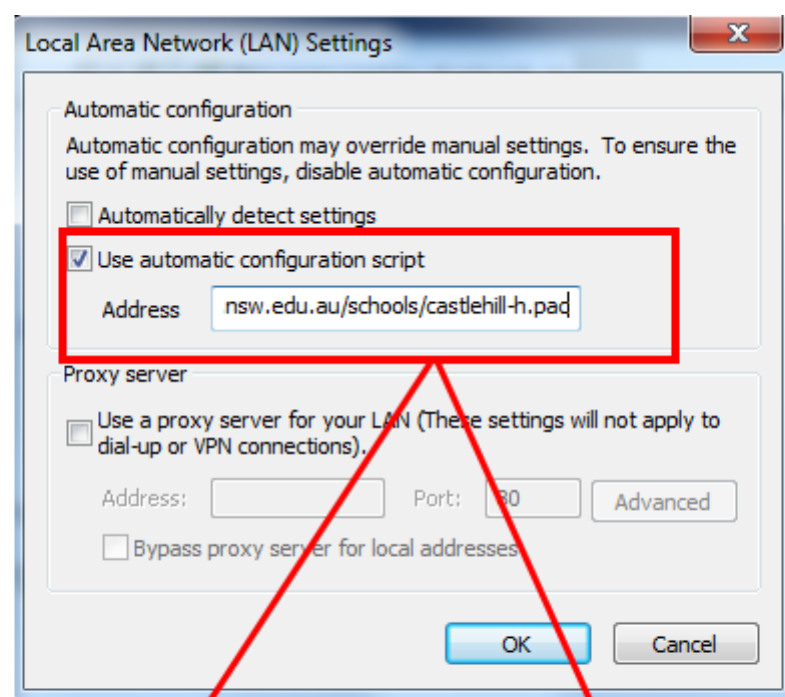 Local Area Network (LAN) Settings
Automatic configuration
Automatic configuration may override manual settings. To ensure the
use of manual settings, disable automatic configuration.
Automatically detect settings
Use automatic configuration script
Address nsw.edu.au/schools/castlehill-h.pac
Proxy server
Use a proxy server for your LAN (These settings will not apply to
dial-up or VPN connections).
Address: Port: 80 Advanced
Bypass proxy server for local addresses
OK Cancel